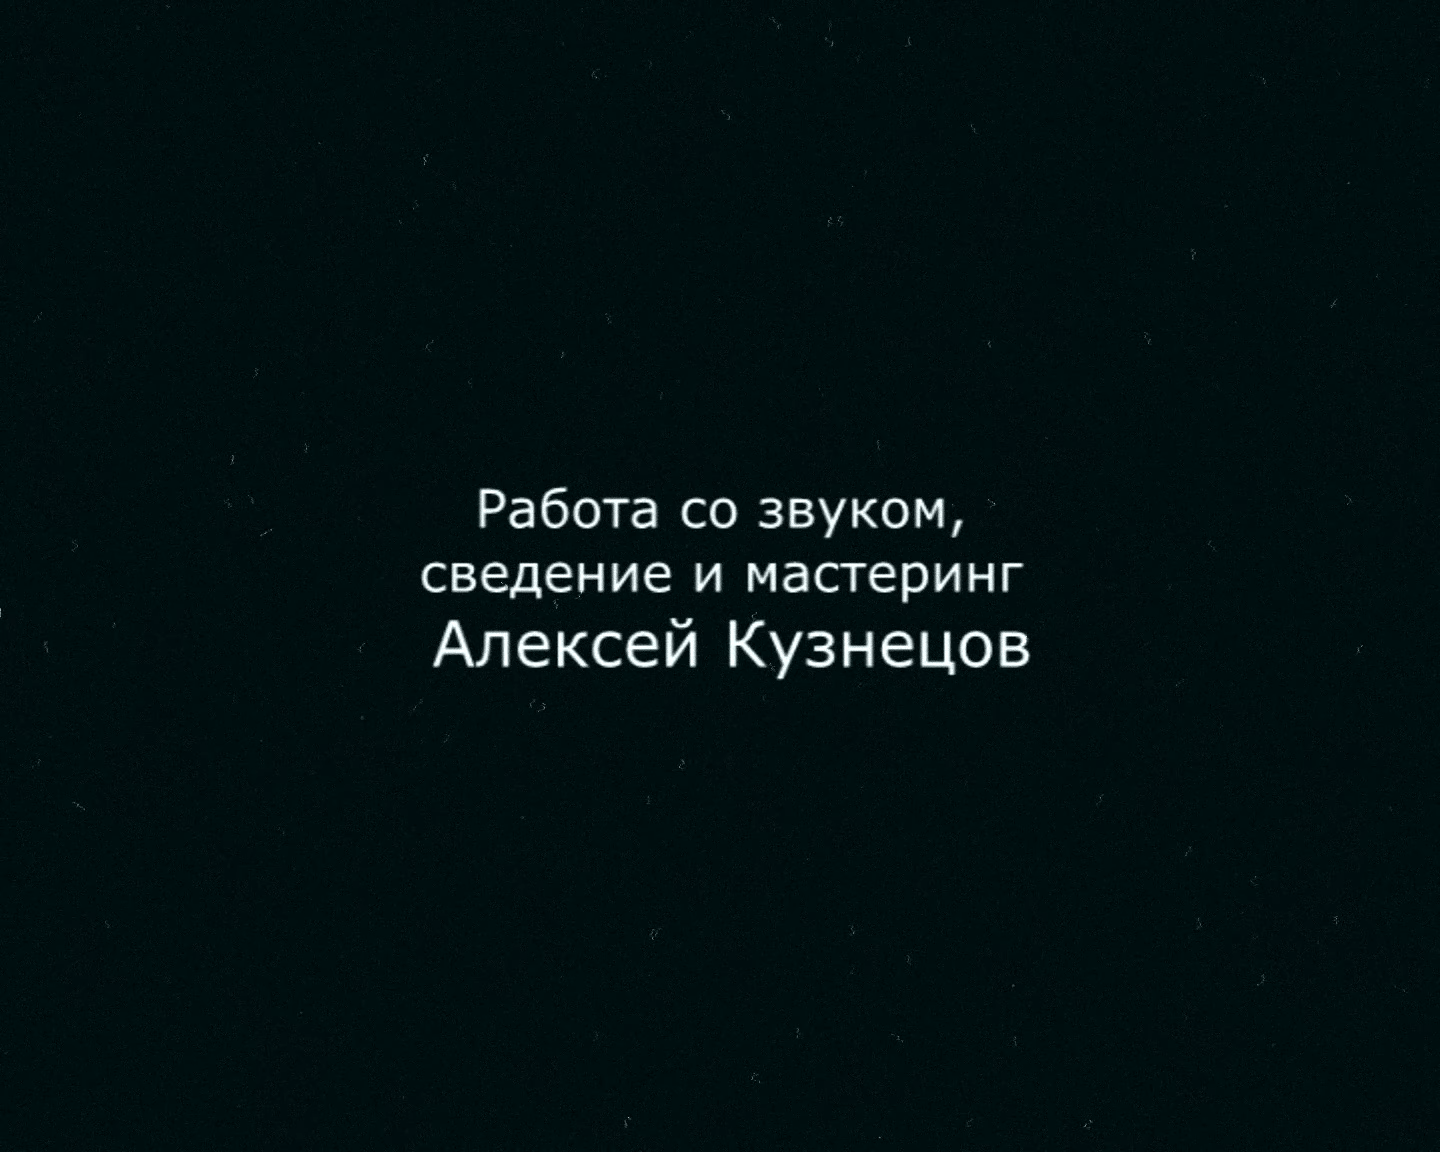 Работа со звуком,
сведение и мастеринг
Алексей Кузнецов